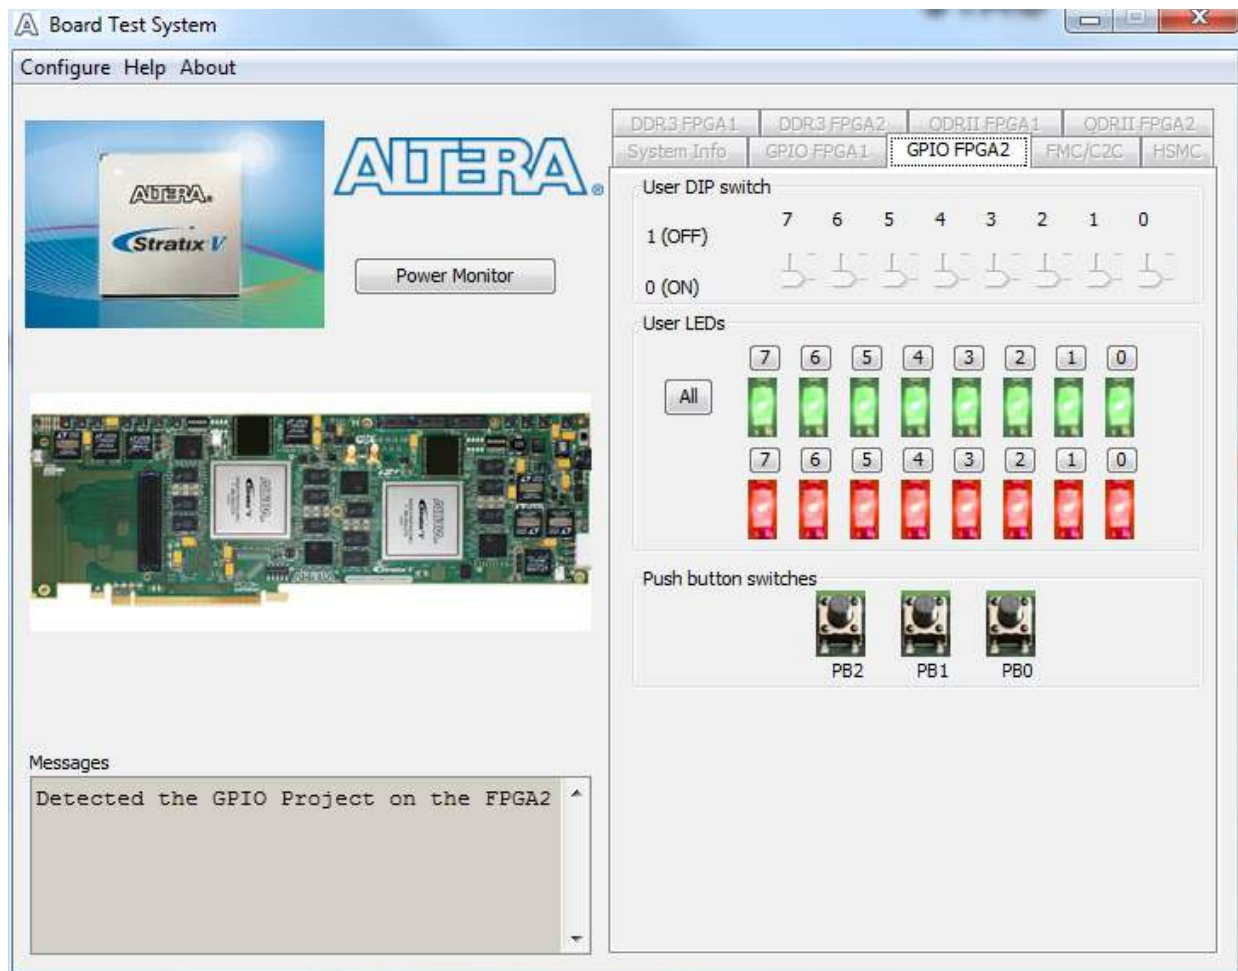 Board Test System
Configure Help About
ALTERA®
Stratix V
ALTERA®
Power Monitor
DDR3 FPGA1 DDR3 FPGA2 QDRII FPGA1 QDRII FPGA2
System Info GPIO FPGA1 GPIO FPGA2 FMC/C2C HSMC
User DIP switch
7 6 5 4 3 2 1 0
1 (OFF)
0 (ON)
User LEDs
7 6 5 4 3 2 1 0
All
7 6 5 4 3 2 1 0
Push button switches
PB2 PB1 PB0
Messages
Detected the GPIO Project on the FPGA2